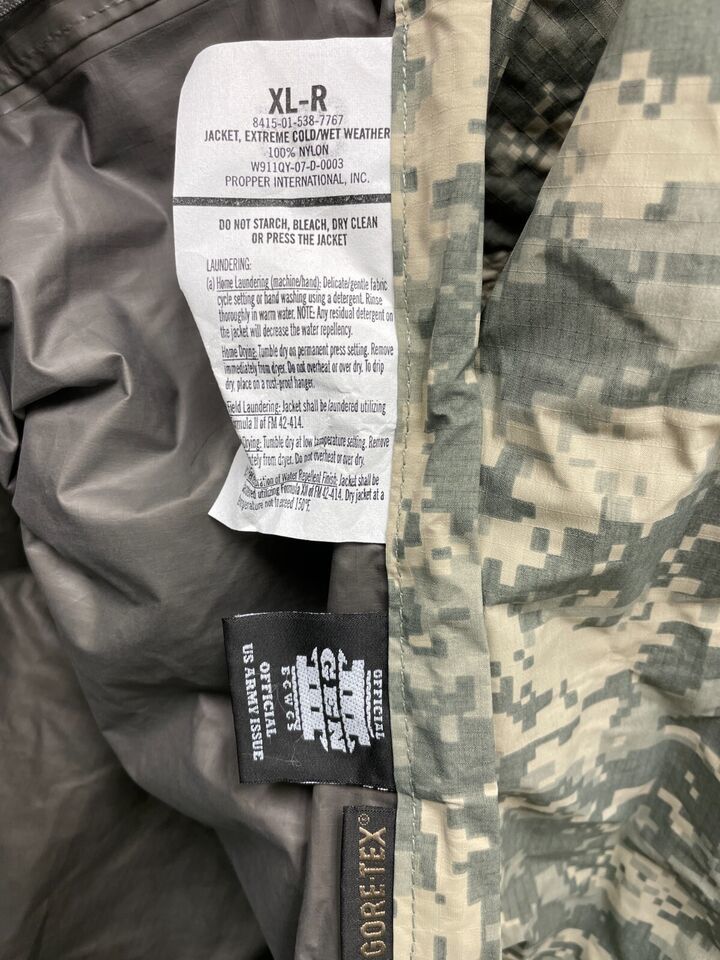 XL-R
8415-01-538-7767
JACKET, EXTREME COLD/WET WEATHER
100% NYLON
W911QY-07-D-0003
PROPPER INTERNATIONAL, INC.
DO NOT STARCH, BLEACH, DRY CLEAN
OR PRESS THE JACKET
LAUNDERING:
(a) Home Laundering (machine/hand): Delicate/gentle fabric
cycle setting or hand washing using a detergent. Rinse
thoroughly in warm water. NOTE: Any residual detergent on
the jacket will decrease the water repellency.
Home Drying: Tumble dry on permanent press setting. Remove
immediately from dryer. Do not overheat or over dry. To drip
dry, place on a rust-proof hanger.
Field Laundering: Jacket shall be laundered utilizing
Formula II of FM 42-414.
Drying: Tumble dry at low temperature setting. Remove
from dryer. Do not overheat or over dry.
of Water Repellent Finish: Jacket shall be
utilizing Formula XII of FM 42-414. Dry jacket at a
temperature not to exceed 150°F.
OFFICIAL
GEN III
ECWCS
OFFICIAL
US ARMY ISSUE
GORE-TEX®